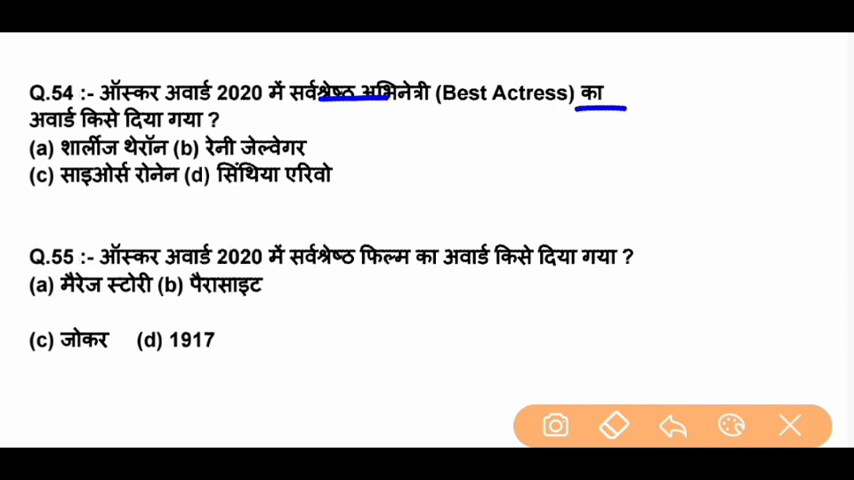 Q.54 :- ऑस्कर अवार्ड 2020 में सर्वश्रेष्ठ अभिनेत्री (Best Actress) का
अवार्ड किसे दिया गया ?
(a) शार्लीज थेरॉन (b) रेनी जेल्वेगर
(c) साइओर्स रोनेन (d) सिंथिया एरिवो
Q.55 :- ऑस्कर अवार्ड 2020 में सर्वश्रेष्ठ फिल्म का अवार्ड किसे दिया गया ?
(a) मैरेज स्टोरी (b) पैरासाइट
(c) जोकर (d) 1917